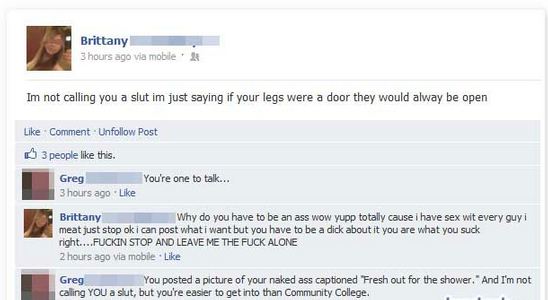 Brittany
3 hours ago via mobile ·
Im not calling you a slut im just saying if your legs were a door they would alway be open
Like · Comment · Unfollow Post
3 people like this.
Greg You're one to talk...
3 hours ago · Like
Brittany Why do you have to be an ass wow yupp totally cause i have sex wit every guy i
meat just stop ok i can post what i want but you have to be a dick about it you are what you suck
right....FUCKIN STOP AND LEAVE ME THE FUCK ALONE
2 hours ago via mobile · Like
Greg You posted a picture of your naked ass captioned "Fresh out for the shower." And I'm not
calling YOU a slut, but you're easier to get into than Community College.